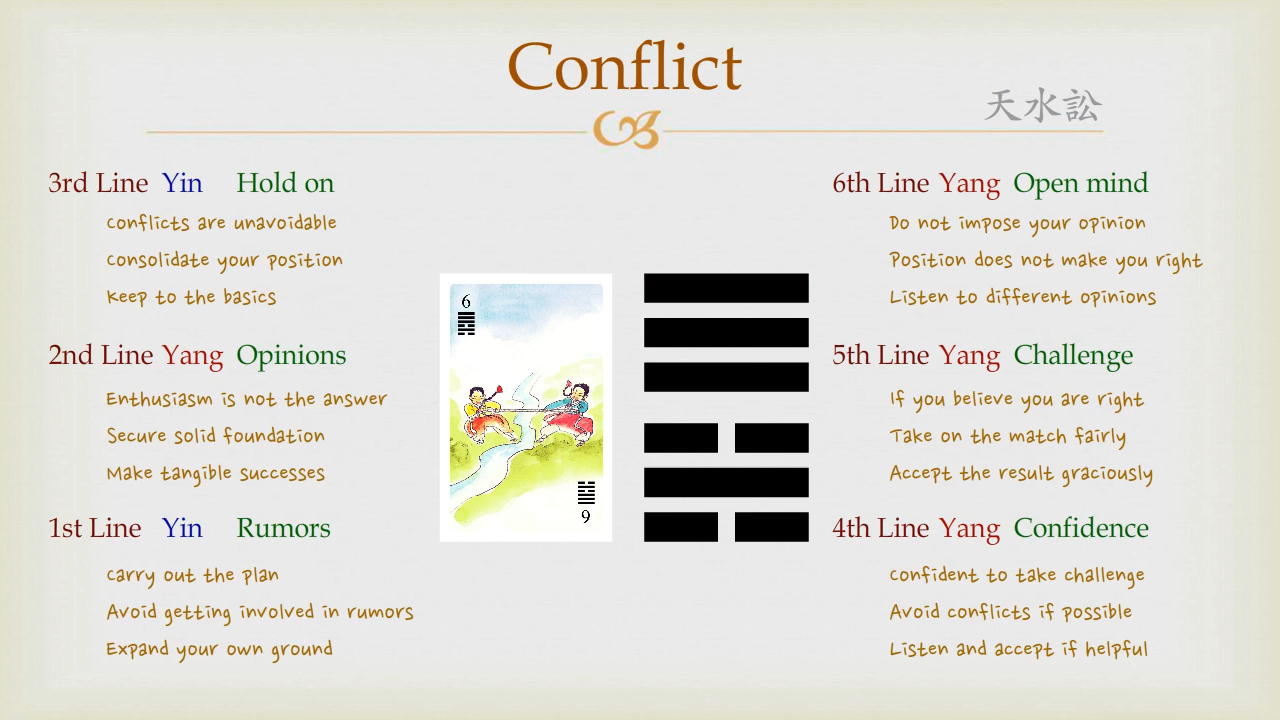 Conflict
天水訟
3rd Line Yin Hold on
Conflicts are unavoidable
Consolidate your position
Keep to the basics
2nd Line Yang Opinions
Enthusiasm is not the answer
Secure solid foundation
Make tangible successes
1st Line Yin Rumors
Carry out the plan
Avoid getting involved in rumors
Expand your own ground
6
6
6th Line Yang Open mind
Do not impose your opinion
Position does not make you right
Listen to different opinions
5th Line Yang Challenge
If you believe you are right
Take on the match fairly
Accept the result graciously
4th Line Yang Confidence
Confident to take challenge
Avoid conflicts if possible
Listen and accept if helpful